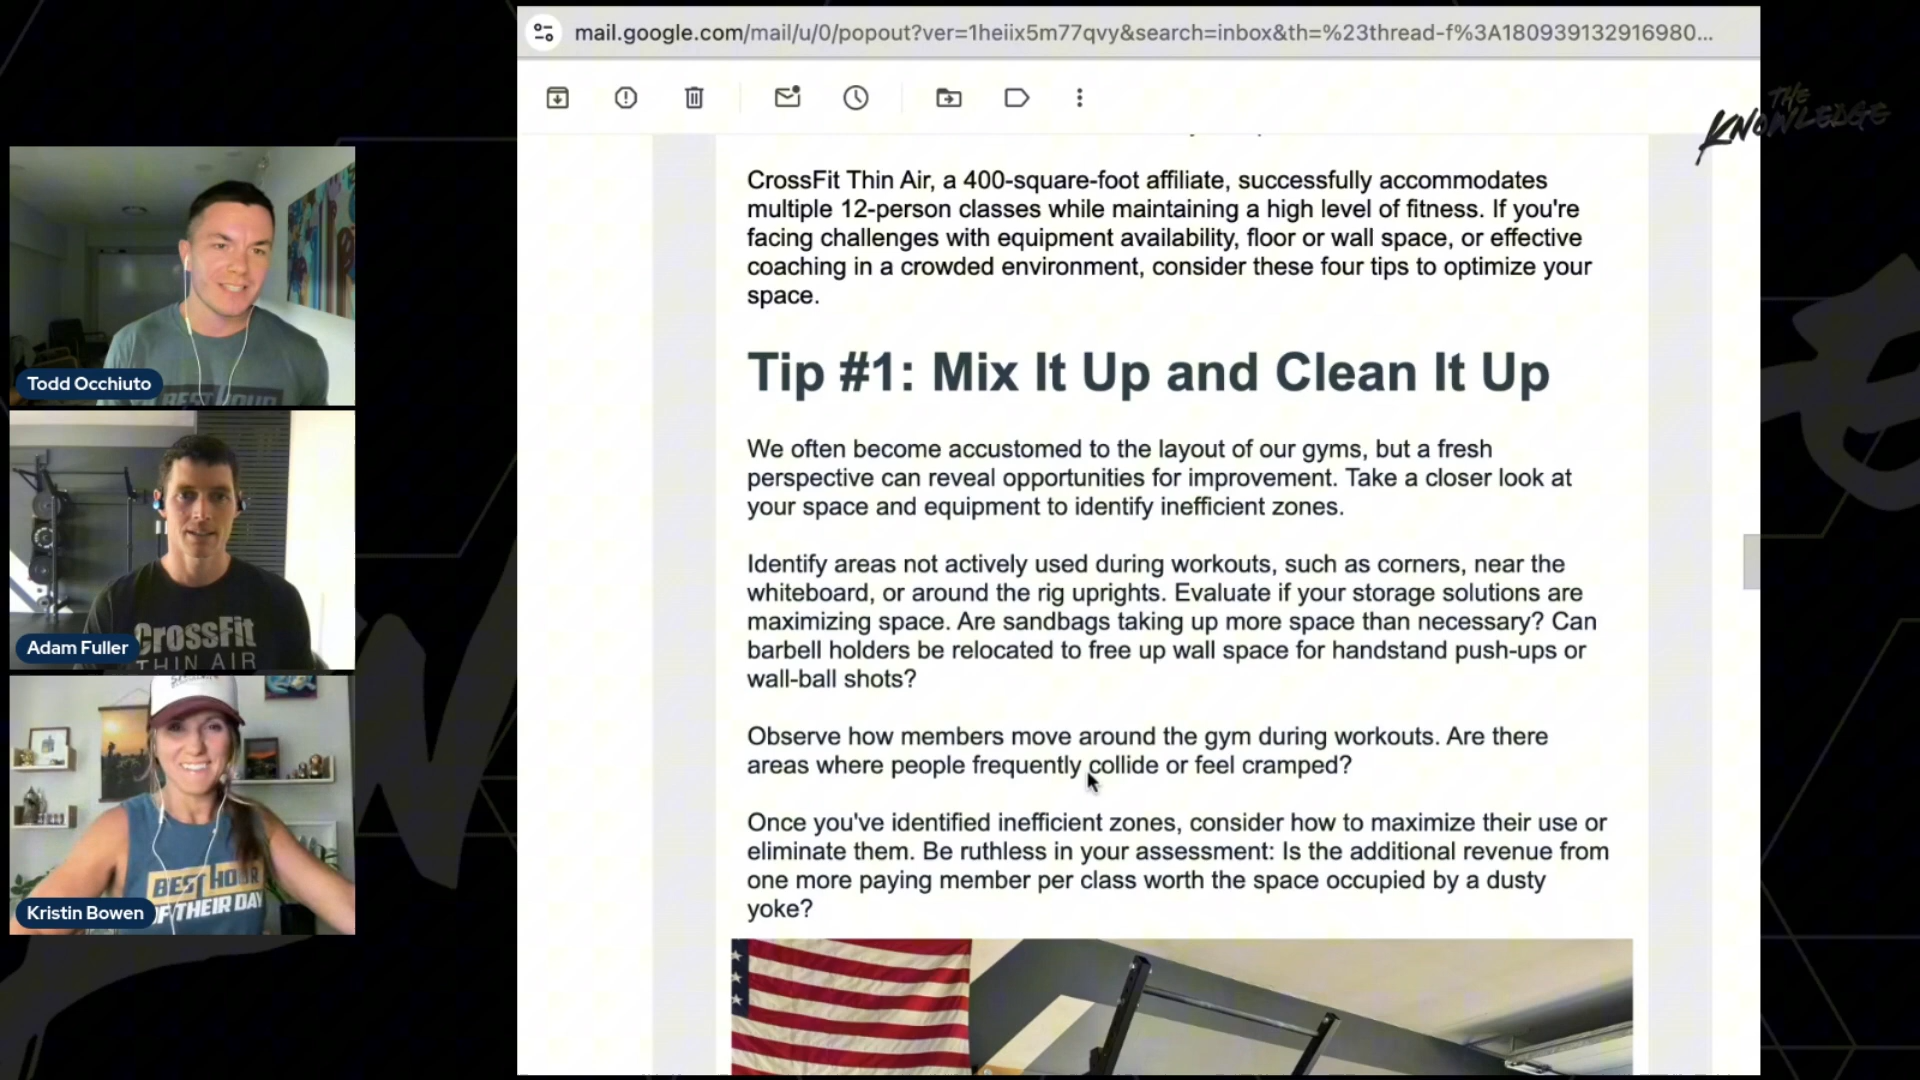 mail.google.com/mail/u/0/popout?ver=1heiix5m77qvy&search=inbox&th=%23thread-f%3A180939132916980...
THE
KNOWLEDGE
CrossFit Thin Air, a 400-square-foot affiliate, successfully accommodates
multiple 12-person classes while maintaining a high level of fitness. If you're
facing challenges with equipment availability, floor or wall space, or effective
coaching in a crowded environment, consider these four tips to optimize your
space.
Tip #1: Mix It Up and Clean It Up
We often become accustomed to the layout of our gyms, but a fresh
perspective can reveal opportunities for improvement. Take a closer look at
your space and equipment to identify inefficient zones.
Identify areas not actively used during workouts, such as corners, near the
whiteboard, or around the rig uprights. Evaluate if your storage solutions are
maximizing space. Are sandbags taking up more space than necessary? Can
barbell holders be relocated to free up wall space for handstand push-ups or
wall-ball shots?
Observe how members move around the gym during workouts. Are there
areas where people frequently collide or feel cramped?
Once you've identified inefficient zones, consider how to maximize their use or
eliminate them. Be ruthless in your assessment: Is the additional revenue from
one more paying member per class worth the space occupied by a dusty
yoke?
BEST HOUR
Todd Occhiuto
CrossFit
THIN AIR
Adam Fuller
BEST HOUR
OF THEIR DAY
Kristin Bowen